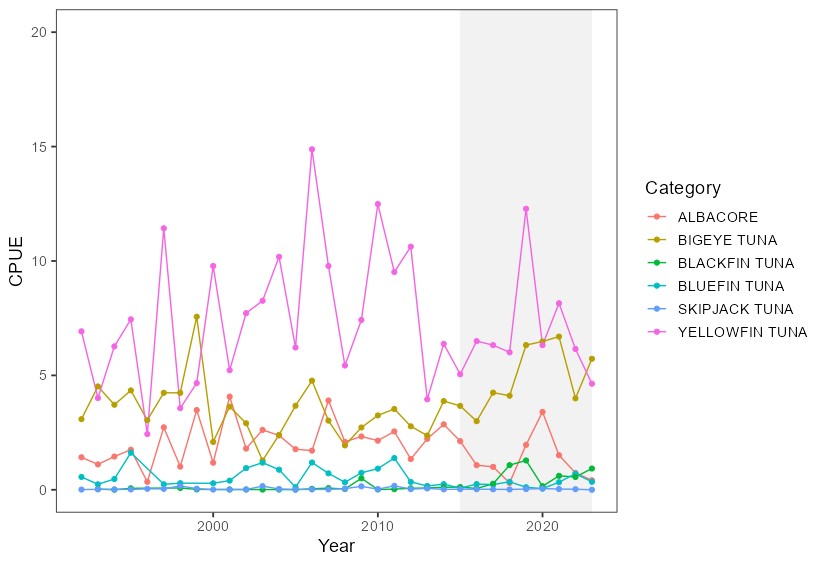 20
15
10
5
0
CPUE
2000
2010
2020
Year
Category
ALBACORE
BIGEYE TUNA
BLACKFIN TUNA
BLUEFIN TUNA
SKIPJACK TUNA
YELLOWFIN TUNA